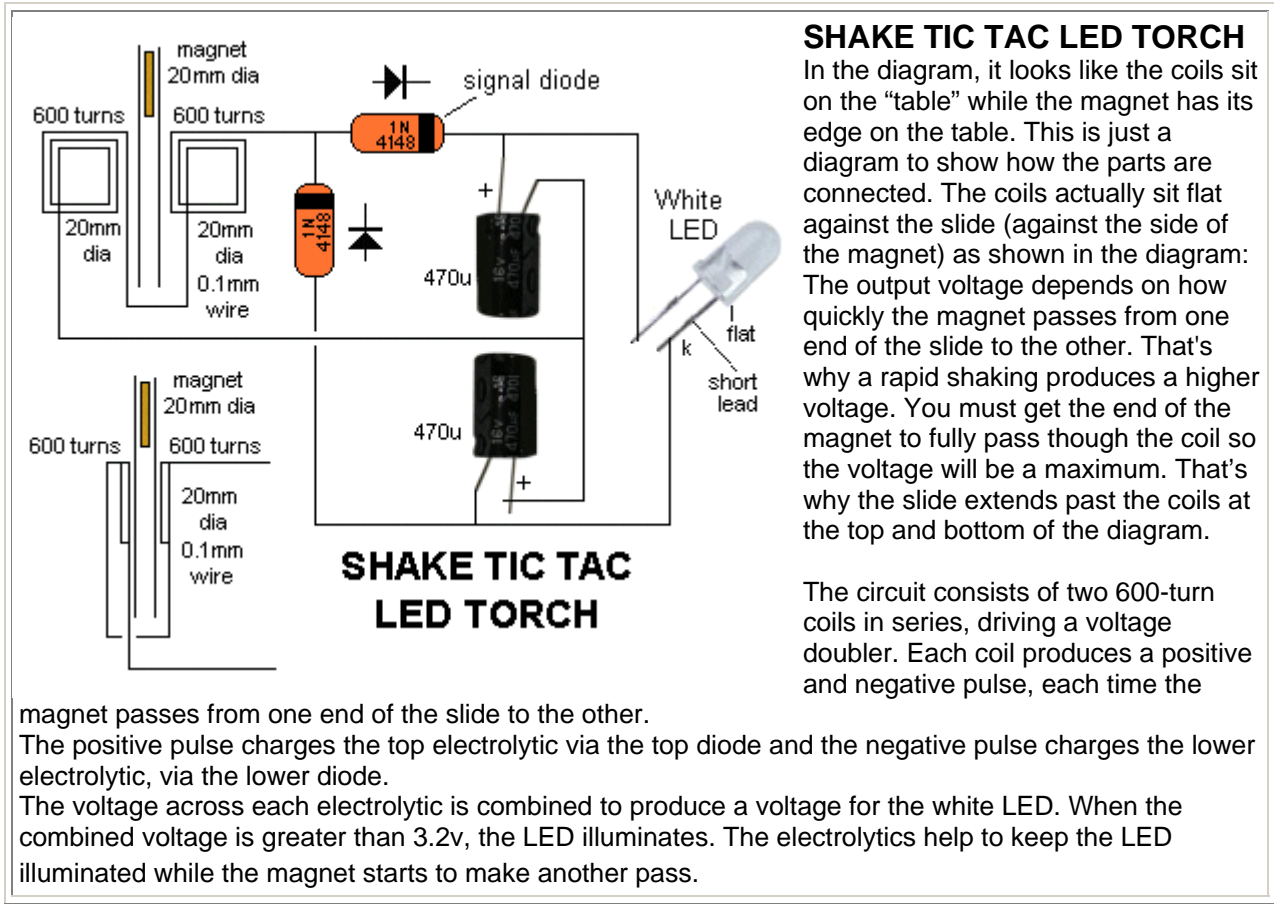 SHAKE TIC TAC LED TORCH
In the diagram, it looks like the coils sit
on the “table” while the magnet has its
edge on the table. This is just a
diagram to show how the parts are
connected. The coils actually sit flat
against the slide (against the side of
the magnet) as shown in the diagram:
The output voltage depends on how
quickly the magnet passes from one
end of the slide to the other. That's
why a rapid shaking produces a higher
voltage. You must get the end of the
magnet to fully pass though the coil so
the voltage will be a maximum. That’s
why the slide extends past the coils at
the top and bottom of the diagram.
The circuit consists of two 600-turn
coils in series, driving a voltage
doubler. Each coil produces a positive
and negative pulse, each time the
magnet passes from one end of the slide to the other.
The positive pulse charges the top electrolytic via the top diode and the negative pulse charges the lower
electrolytic, via the lower diode.
The voltage across each electrolytic is combined to produce a voltage for the white LED. When the
combined voltage is greater than 3.2v, the LED illuminates. The electrolytics help to keep the LED
illuminated while the magnet starts to make another pass.
magnet
20mm dia
600 turns
600 turns
20mm
dia
20mm
dia
0.1mm
wire
signal diode
1N
4148
1N
4148
+
470u
16V
470µF
White
LED
flat
k
short
lead
470u
16V
470µF
+
magnet
20mm dia
600 turns
600 turns
20mm
dia
0.1mm
wire
SHAKE TIC TAC
LED TORCH